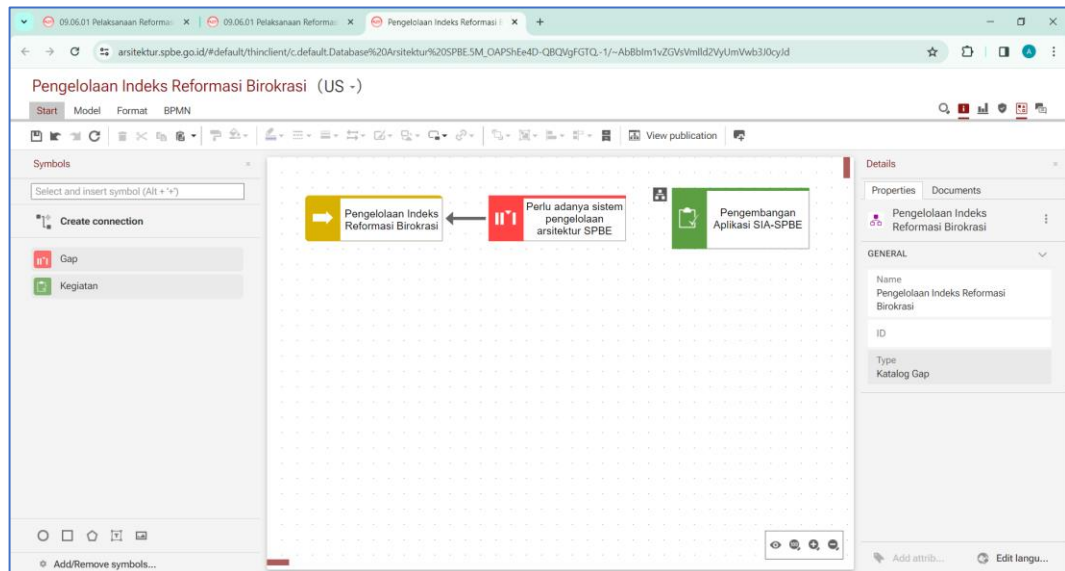 09.06.01 Pelaksanaan Reforma
09.06.01 Pelaksanaan Reforma
Pengelolaan Indeks Reformasi B
arsitektur.spbe.go.id/#default/thinclient/c.default.Database%20Arsitektur%20SPBE.5M_OAPShEe4D-QBQVgFGTQ.-1/~AbBbIm1vZGVsVmlld2VyUmVwb3J0cyJd
A
Pengelolaan Indeks Reformasi Birokrasi (US -)
Start Model Format BPMN
View publication
Symbols
Select and insert symbol (Alt + '+')
Create connection
Gap
Kegiatan
Add/Remove symbols...
Pengelolaan Indeks
Reformasi Birokrasi
Perlu adanya sistem
pengelolaan
arsitektur SPBE
Pengembangan
Aplikasi SIA-SPBE
Details
Properties Documents
Pengelolaan Indeks
Reformasi Birokrasi
GENERAL
Name
Pengelolaan Indeks Reformasi
Birokrasi
ID
Type
Katalog Gap
Add attrib... Edit langu...